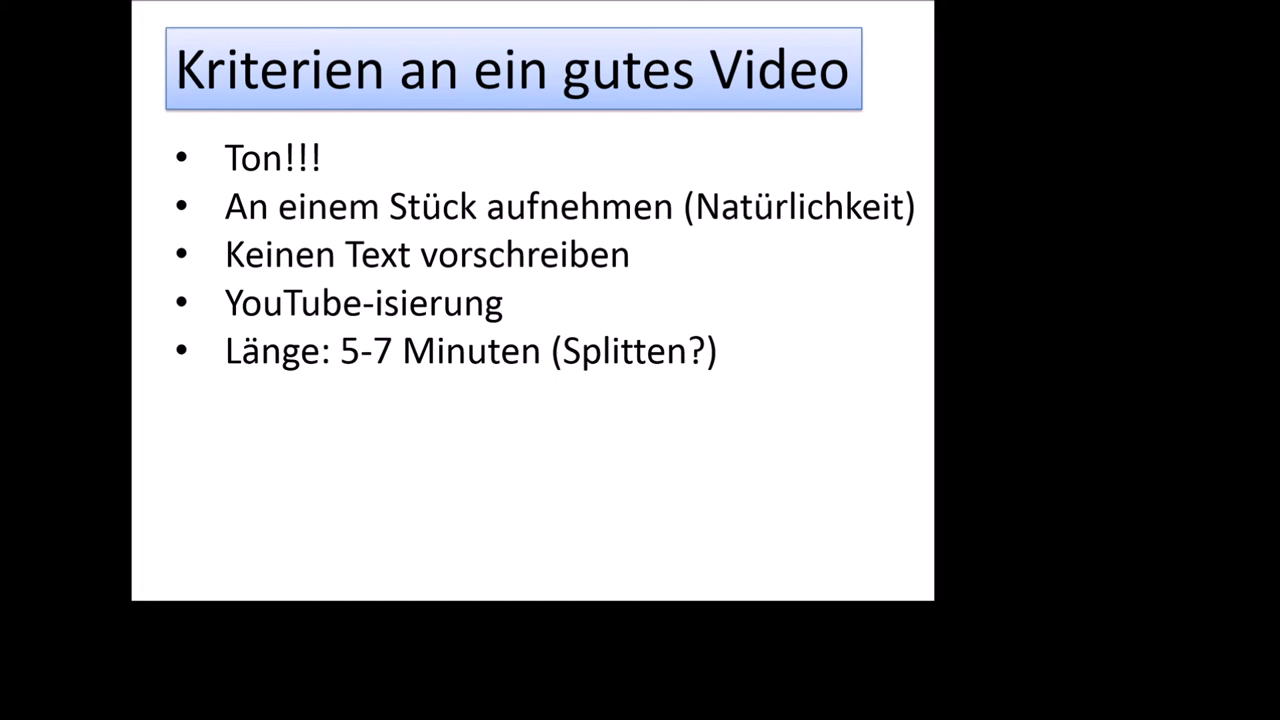 Kriterien an ein gutes Video
• Ton!!!
• An einem Stück aufnehmen (Natürlichkeit)
• Keinen Text vorschreiben
• YouTube-isierung
• Länge: 5-7 Minuten (Splitten?)